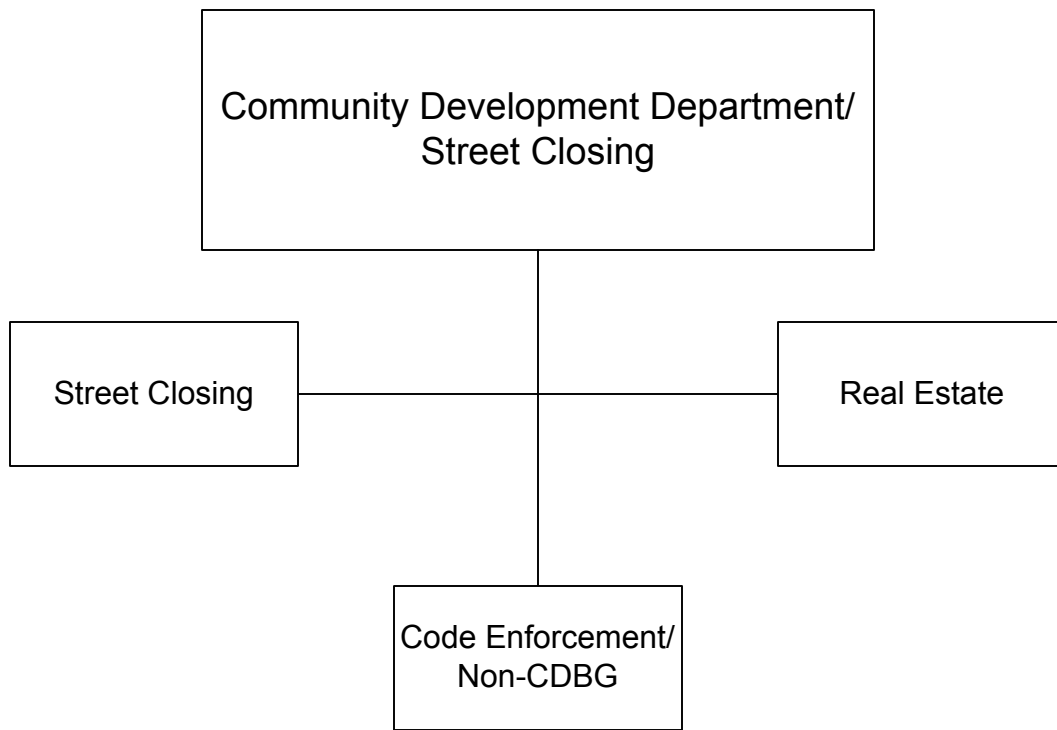 Community Development Department/
Street Closing
Street Closing
Real Estate
Code Enforcement/
Non-CDBG